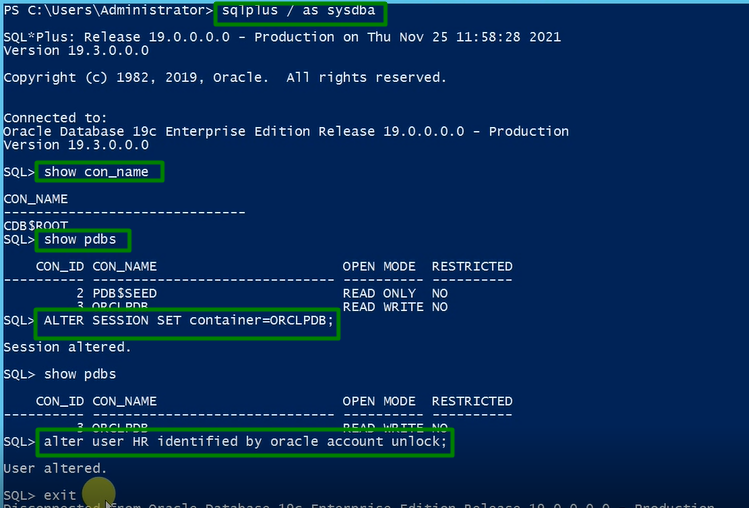 PS C:\Users\Administrator> sqlplus / as sysdba
SQL*Plus: Release 19.0.0.0.0 - Production on Thu Nov 25 11:58:28 2021
Version 19.3.0.0.0
Copyright (c) 1982, 2019, Oracle.  All rights reserved.
Connected to:
Oracle Database 19c Enterprise Edition Release 19.0.0.0.0 - Production
Version 19.3.0.0.0
SQL> show con_name
CON_NAME
------------------------------
CDB$ROOT
SQL> show pdbs
    CON_ID CON_NAME                       OPEN MODE  RESTRICTED
---------- ------------------------------ ---------- ----------
         2 PDB$SEED                       READ ONLY  NO
         3 ORCLPDB                        READ WRITE NO
SQL> ALTER SESSION SET container=ORCLPDB;
Session altered.
SQL> show pdbs
    CON_ID CON_NAME                       OPEN MODE  RESTRICTED
---------- ------------------------------ ---------- ----------
         3 ORCLPDB                        READ WRITE NO
SQL> alter user HR identified by oracle account unlock;
User altered.
SQL> exit
Disconnected from Oracle Database 19c Enterprise Edition Release 19.0.0.0.0 - Production